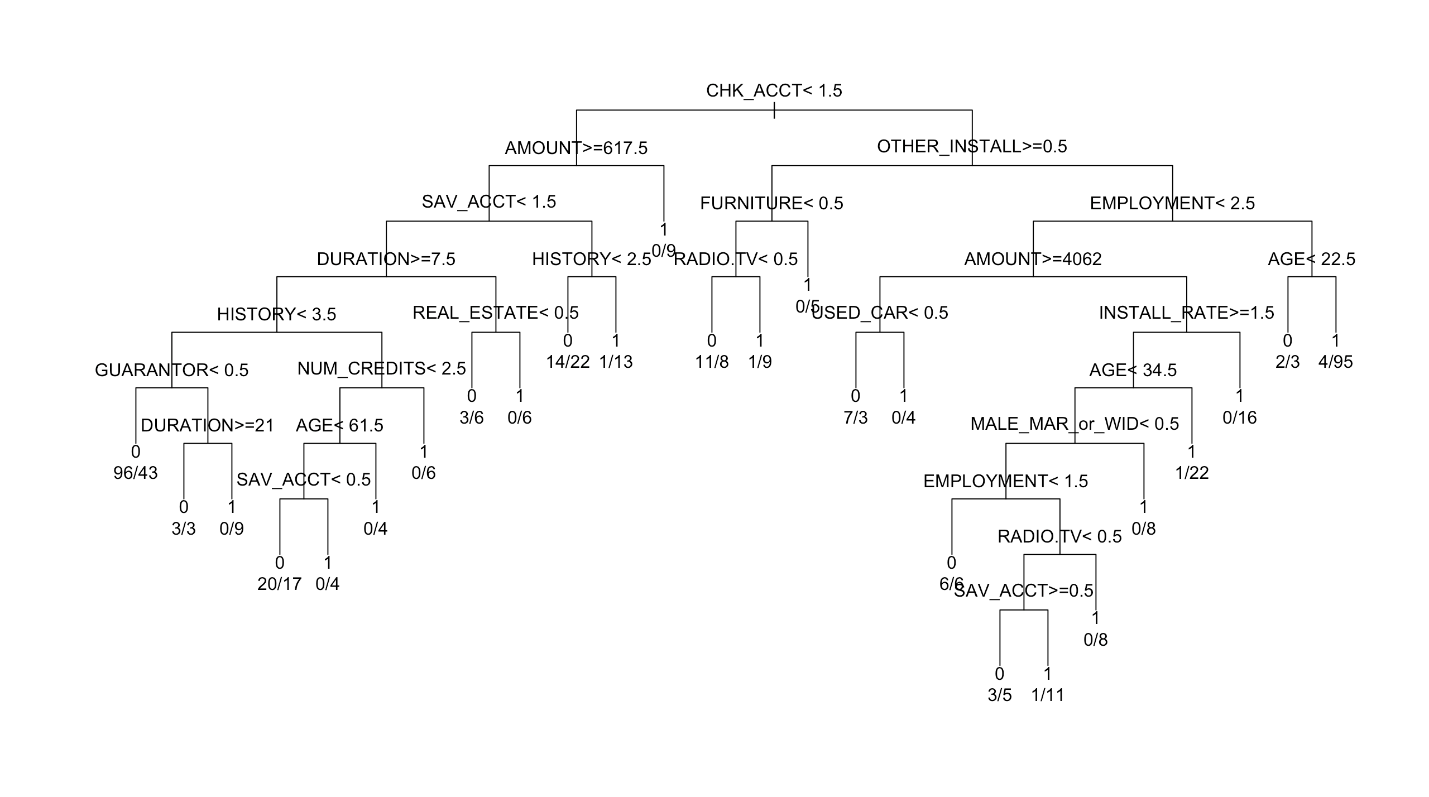 CHK_ACCT< 1.5
AMOUNT>=617.5
OTHER_INSTALL>=0.5
SAV_ACCT< 1.5
1
0/9
FURNITURE< 0.5
EMPLOYMENT< 2.5
DURATION>=7.5
HISTORY< 2.5
RADIO.TV< 0.5
1
0/5
AMOUNT>=4062
AGE< 22.5
HISTORY< 3.5
REAL_ESTATE< 0.5
0
14/22
1
1/13
0
11/8
1
1/9
USED_CAR< 0.5
INSTALL_RATE>=1.5
0
2/3
1
4/95
GUARANTOR< 0.5
NUM_CREDITS< 2.5
0
3/6
1
0/6
0
7/3
1
0/4
AGE< 34.5
1
0/16
0
96/43
DURATION>=21
AGE< 61.5
1
0/6
MALE_MAR_or_WID< 0.5
1
1/22
0
3/3
1
0/9
SAV_ACCT< 0.5
1
0/4
EMPLOYMENT< 1.5
1
0/8
0
20/17
1
0/4
0
6/6
RADIO.TV< 0.5
SAV_ACCT>=0.5
1
0/8
0
3/5
1
1/11